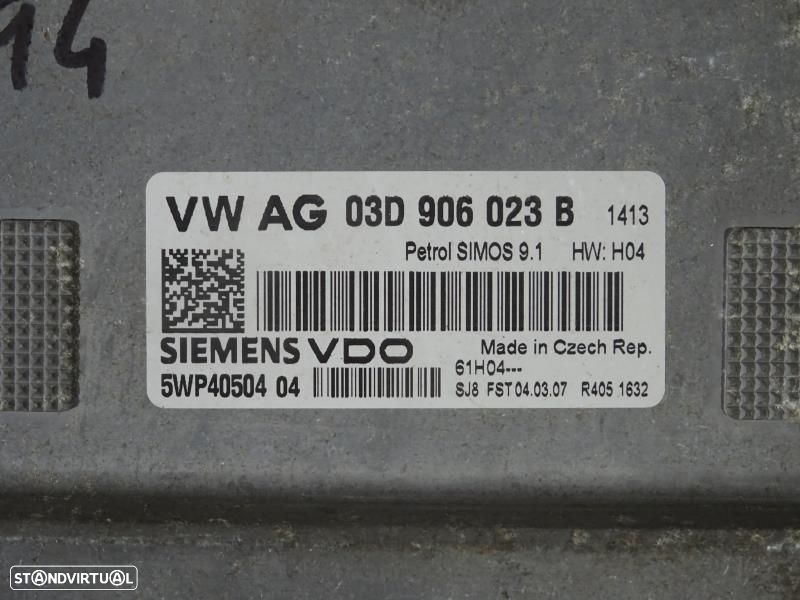 14
VW AG 03D 906 023 B 1413
Petrol SIMOS 9.1 HW: H04
SIEMENS VDO Made in Czech Rep.
5WP40504 04 61H04---
SJ8 FST 04.03.07 R405 1632
STANDVIRTUAL